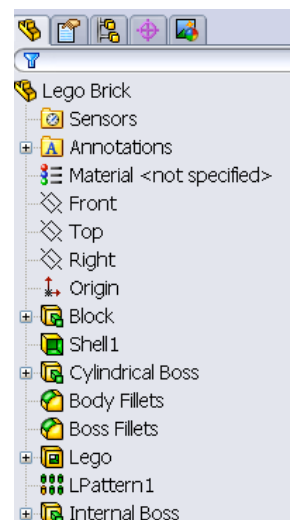 Lego Brick
Sensors
A Annotations
Material <not specified>
Front
Top
Right
Origin
Block
Shell1
Cylindrical Boss
Body Fillets
Boss Fillets
Lego
LPattern1
Internal Boss